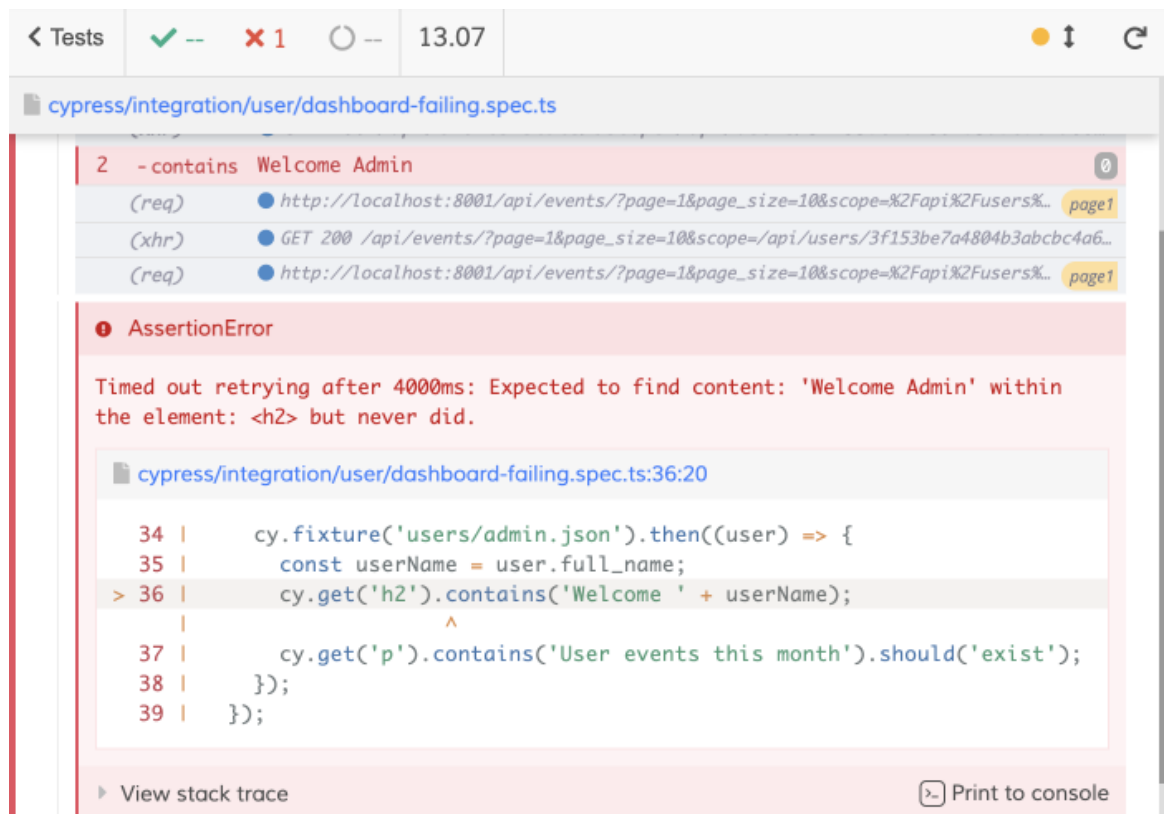 < Tests ✓ -- ✗ 1 -- 13.07
cypress/integration/user/dashboard-failing.spec.ts
2 -contains Welcome Admin 0
(req) http://localhost:8001/api/events/?page=1&page_size=10&scope=%2Fapi%2Fusers%… page1
(xhr) GET 200 /api/events/?page=1&page_size=10&scope=/api/users/3f153be7a4804b3abcbc4a6…
(req) http://localhost:8001/api/events/?page=1&page_size=10&scope=%2Fapi%2Fusers%… page1
AssertionError
Timed out retrying after 4000ms: Expected to find content: 'Welcome Admin' within
the element: <h2> but never did.
cypress/integration/user/dashboard-failing.spec.ts:36:20
34 | cy.fixture('users/admin.json').then((user) => {
35 | const userName = user.full_name;
> 36 | cy.get('h2').contains('Welcome ' + userName);
| ^
37 | cy.get('p').contains('User events this month').should('exist');
38 | });
39 | });
View stack trace Print to console